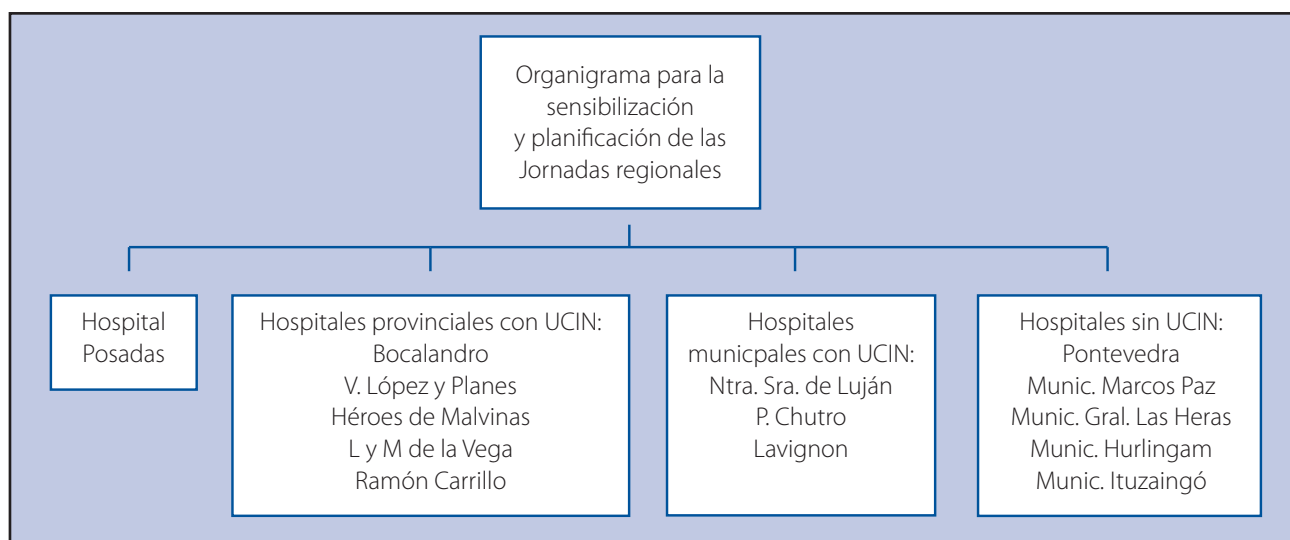 Organigrama para la
sensibilización
y planificación de las
Jornadas regionales
Hospital
Posadas
Hospitales provinciales con UCIN:
Bocalandro
V. López y Planes
Héroes de Malvinas
L y M de la Vega
Ramón Carrillo
Hospitales
municpales con UCIN:
Ntra. Sra. de Luján
P. Chutro
Lavignon
Hospitales sin UCIN:
Pontevedra
Munic. Marcos Paz
Munic. Gral. Las Heras
Munic. Hurlingam
Munic. Ituzaingó